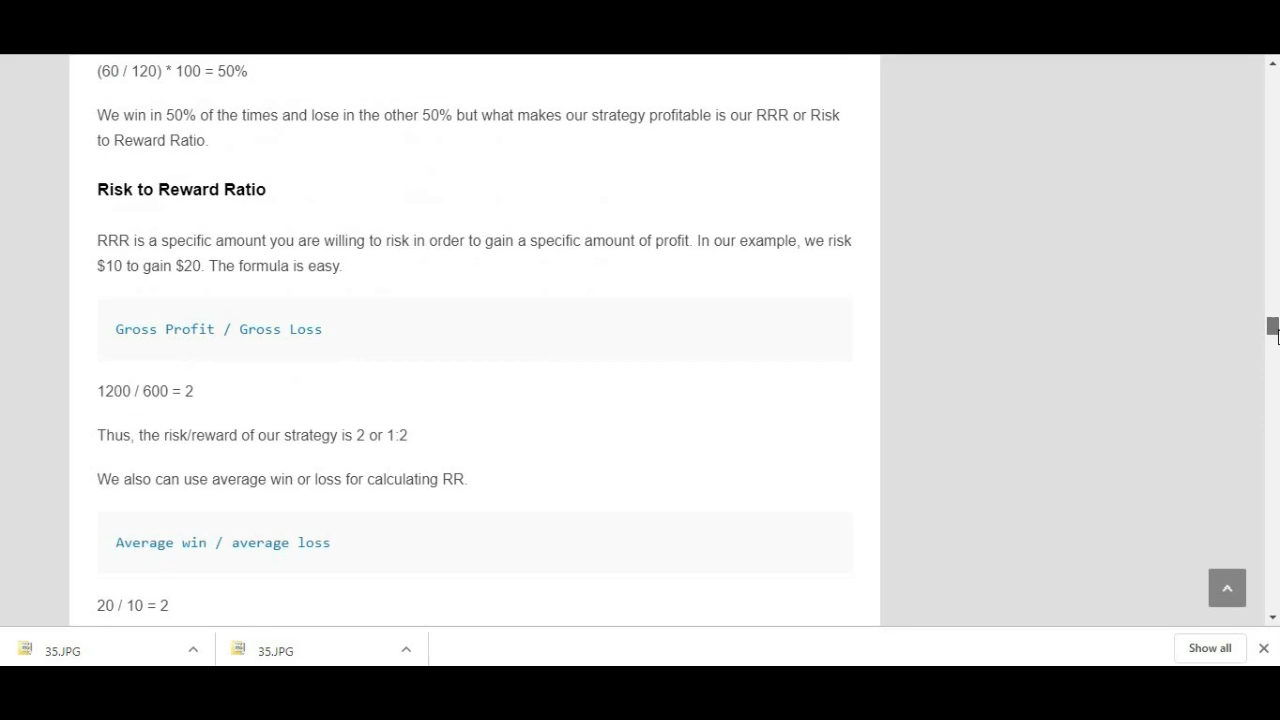 (60 / 120) * 100 = 50%
We win in 50% of the times and lose in the other 50% but what makes our strategy profitable is our RRR or Risk
to Reward Ratio.
Risk to Reward Ratio
RRR is a specific amount you are willing to risk in order to gain a specific amount of profit. In our example, we risk
$10 to gain $20. The formula is easy.
Gross Profit / Gross Loss
1200 / 600 = 2
Thus, the risk/reward of our strategy is 2 or 1:2
We also can use average win or loss for calculating RR.
Average win / average loss
20 / 10 = 2
35.JPG
35.JPG
Show all